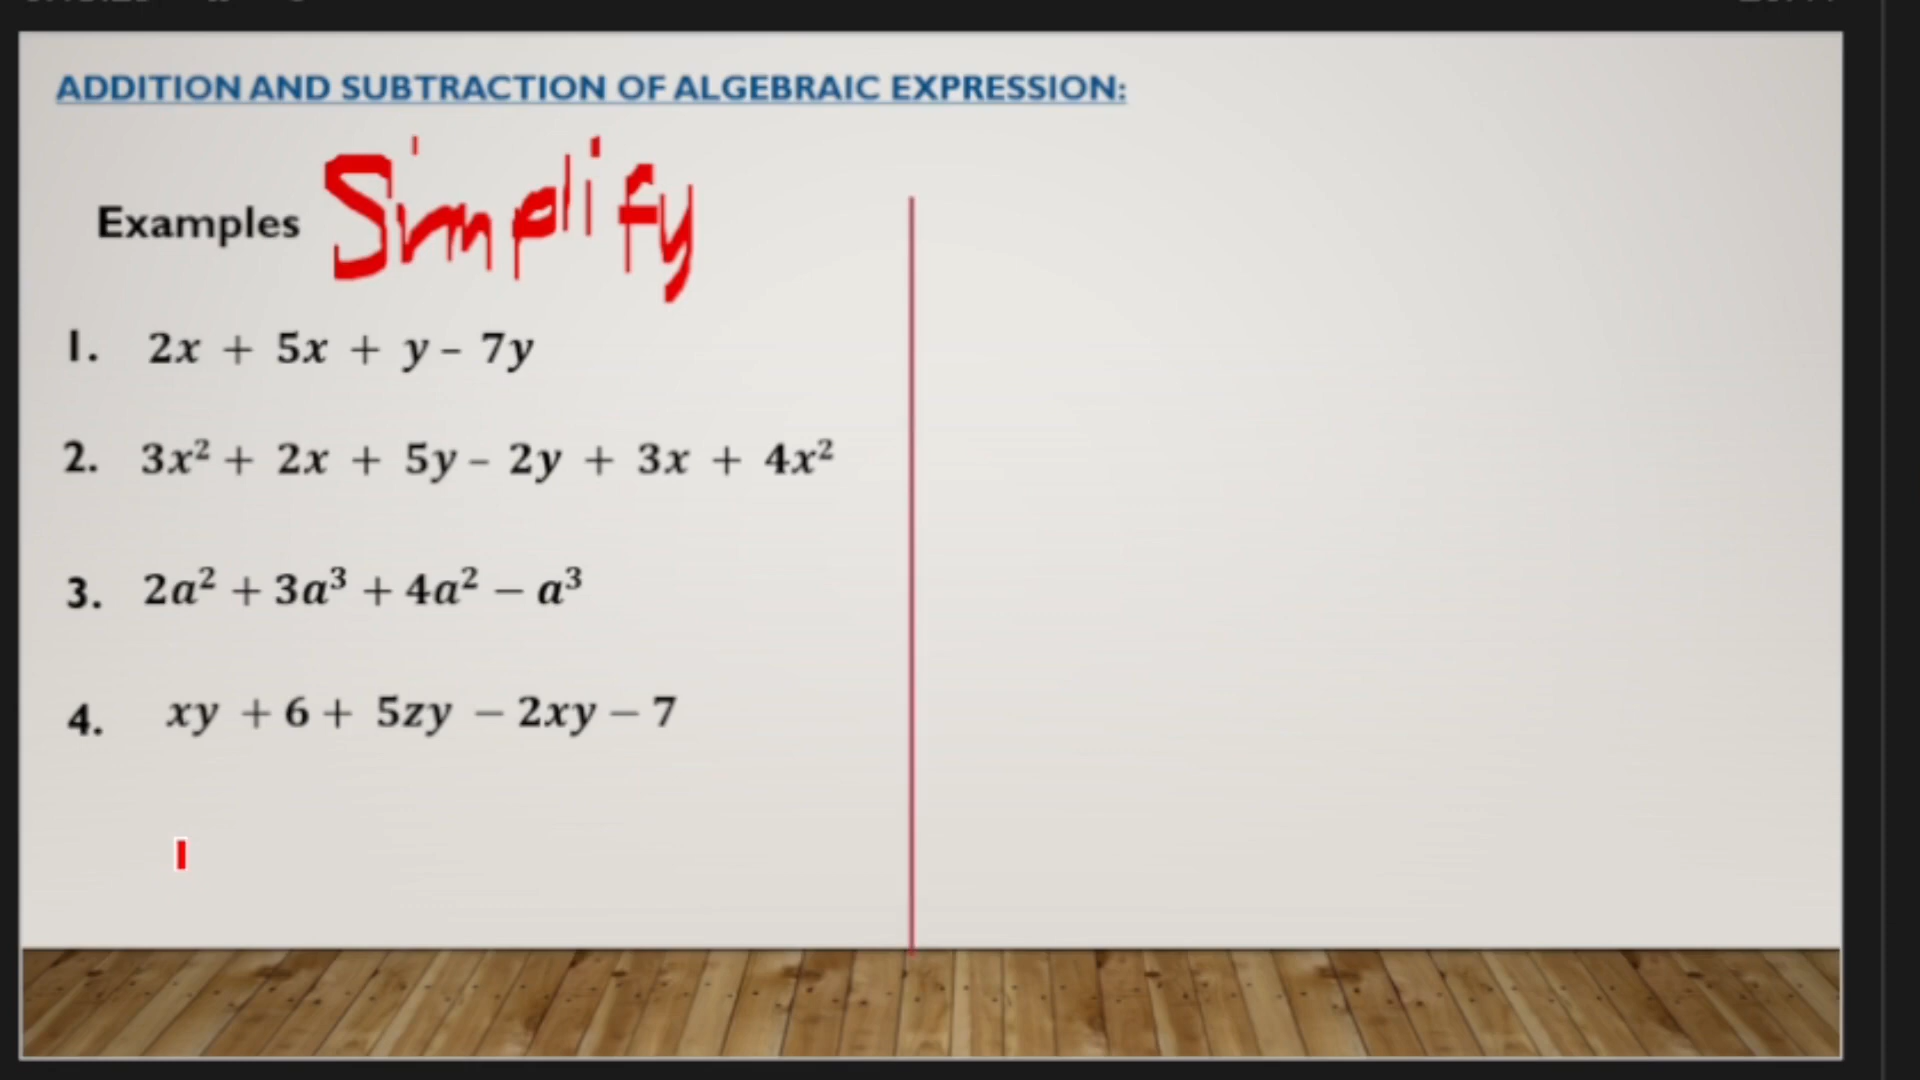 ADDITION AND SUBTRACTION OF ALGEBRAIC EXPRESSION:
Examples Simplify
1. 2x + 5x + y – 7y
2. 3x² + 2x + 5y – 2y + 3x + 4x²
3. 2a² + 3a³ + 4a² − a³
4. xy + 6 + 5zy − 2xy − 7